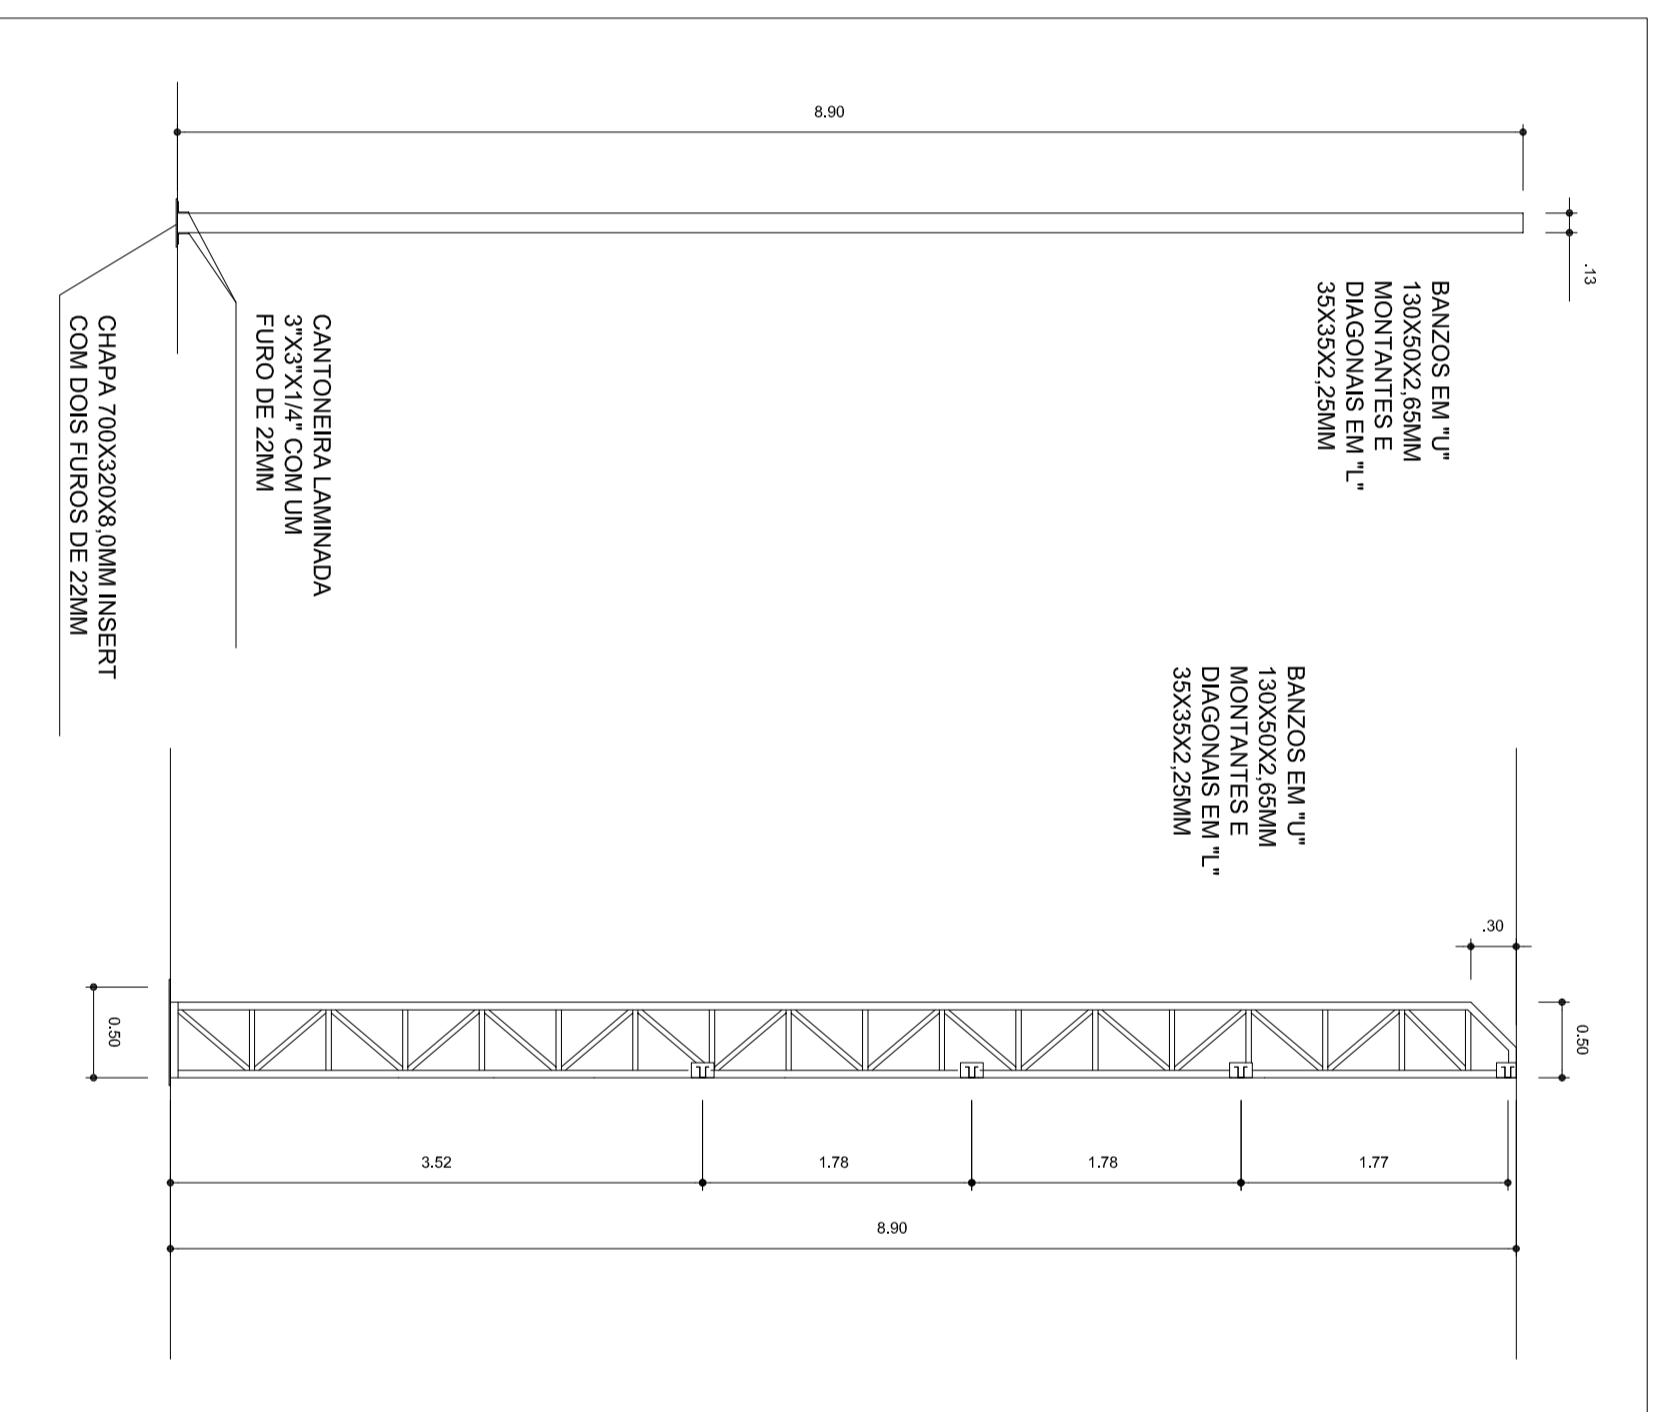 8.90
.13
BANZOS EM "U"
130X50X2,65MM
MONTANTES E
DIAGONAIS EM "L"
35X35X2,25MM
CANTONEIRA LAMINADA
3"X3"X1/4" COM UM
FURO DE 22MM
CHAPA 700X320X8,0MM INSERT
COM DOIS FUROS DE 22MM
BANZOS EM "U"
130X50X2,65MM
MONTANTES E
DIAGONAIS EM "L"
35X35X2,25MM
.30
0.50
0.50
3.52
1.78
1.78
1.77
8.90